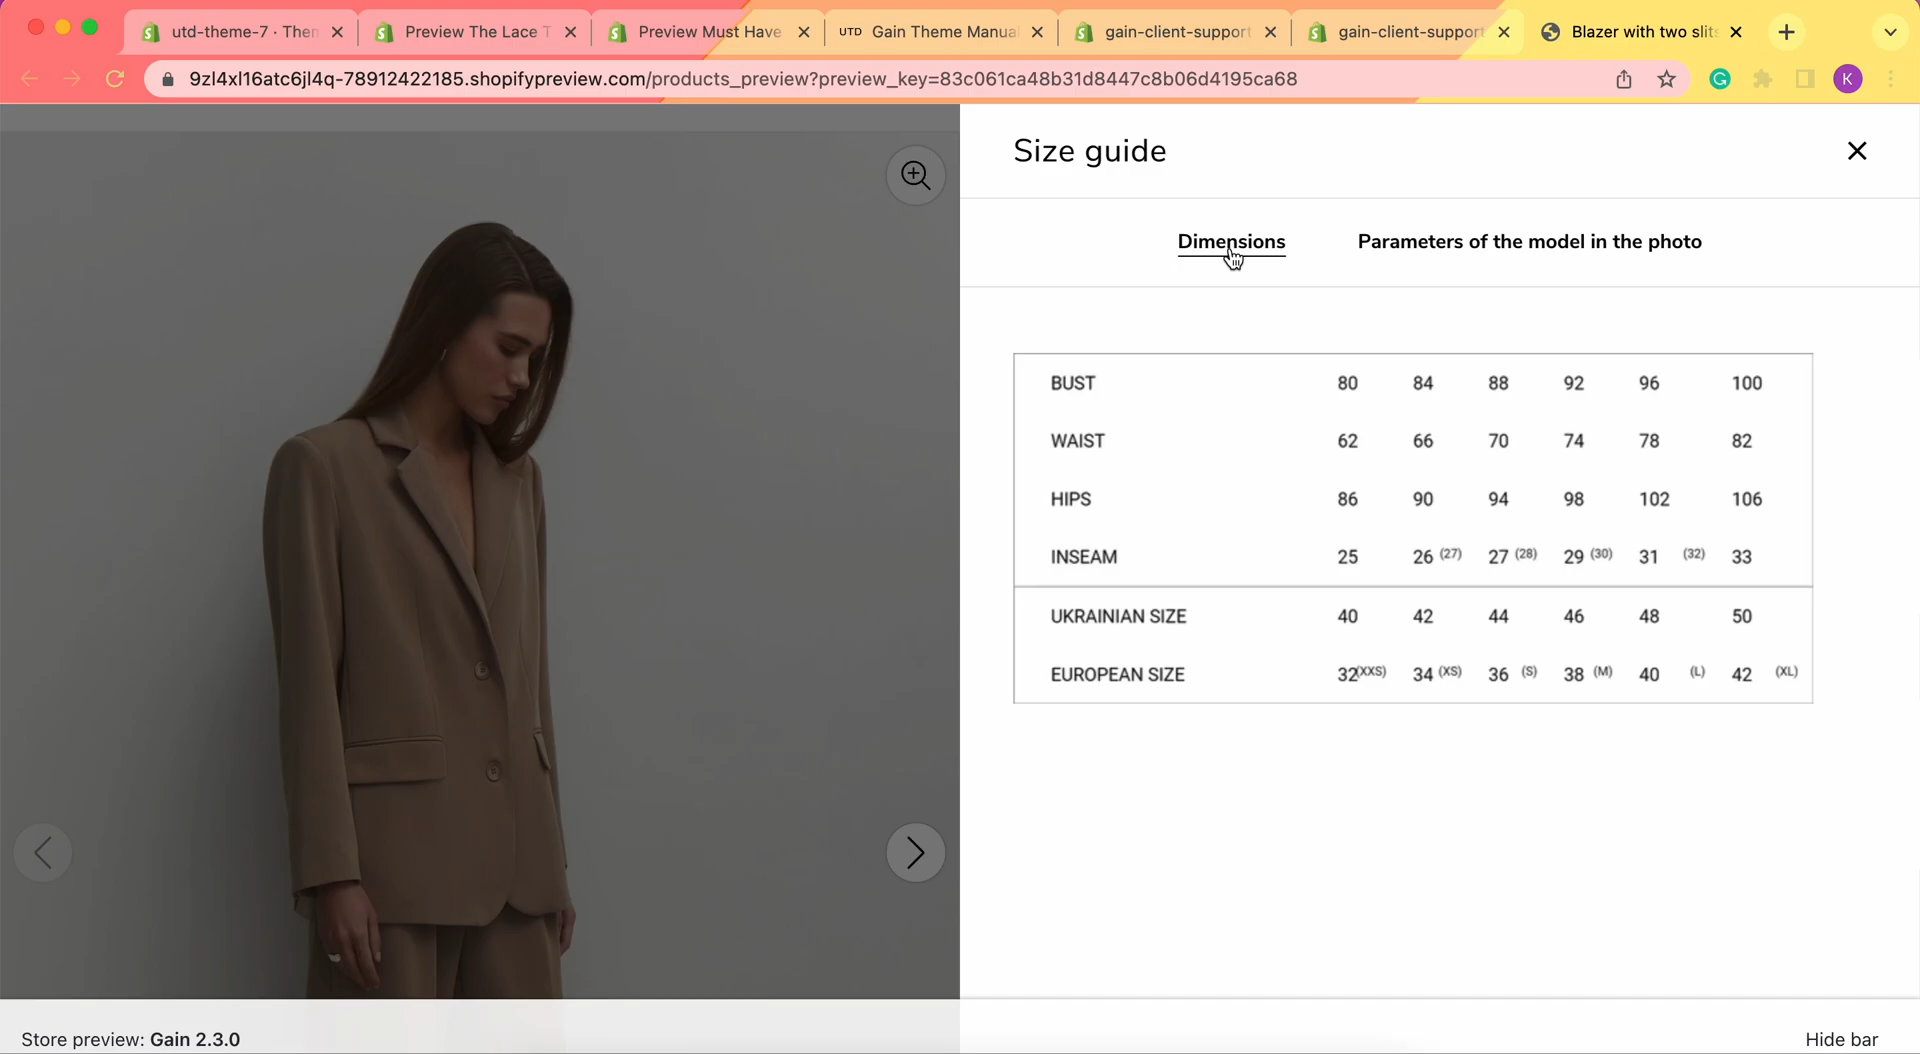 utd-theme-7 · Then
Preview The Lace T
Preview Must Have
UTD Gain Theme Manual
gain-client-support
gain-client-support
Blazer with two slits
9zl4xl16atc6jl4q-78912422185.shopifypreview.com/products_preview?preview_key=83c061ca48b31d8447c8b06d4195ca68
K
Size guide
Dimensions Parameters of the model in the photo
BUST 80 84 88 92 96 100
WAIST 62 66 70 74 78 82
HIPS 86 90 94 98 102 106
INSEAM 25 26 (27) 27 (28) 29 (30) 31 (32) 33
UKRAINIAN SIZE 40 42 44 46 48 50
EUROPEAN SIZE 32(XXS) 34 (XS) 36 (S) 38 (M) 40 (L) 42 (XL)
Store preview: Gain 2.3.0
Hide bar